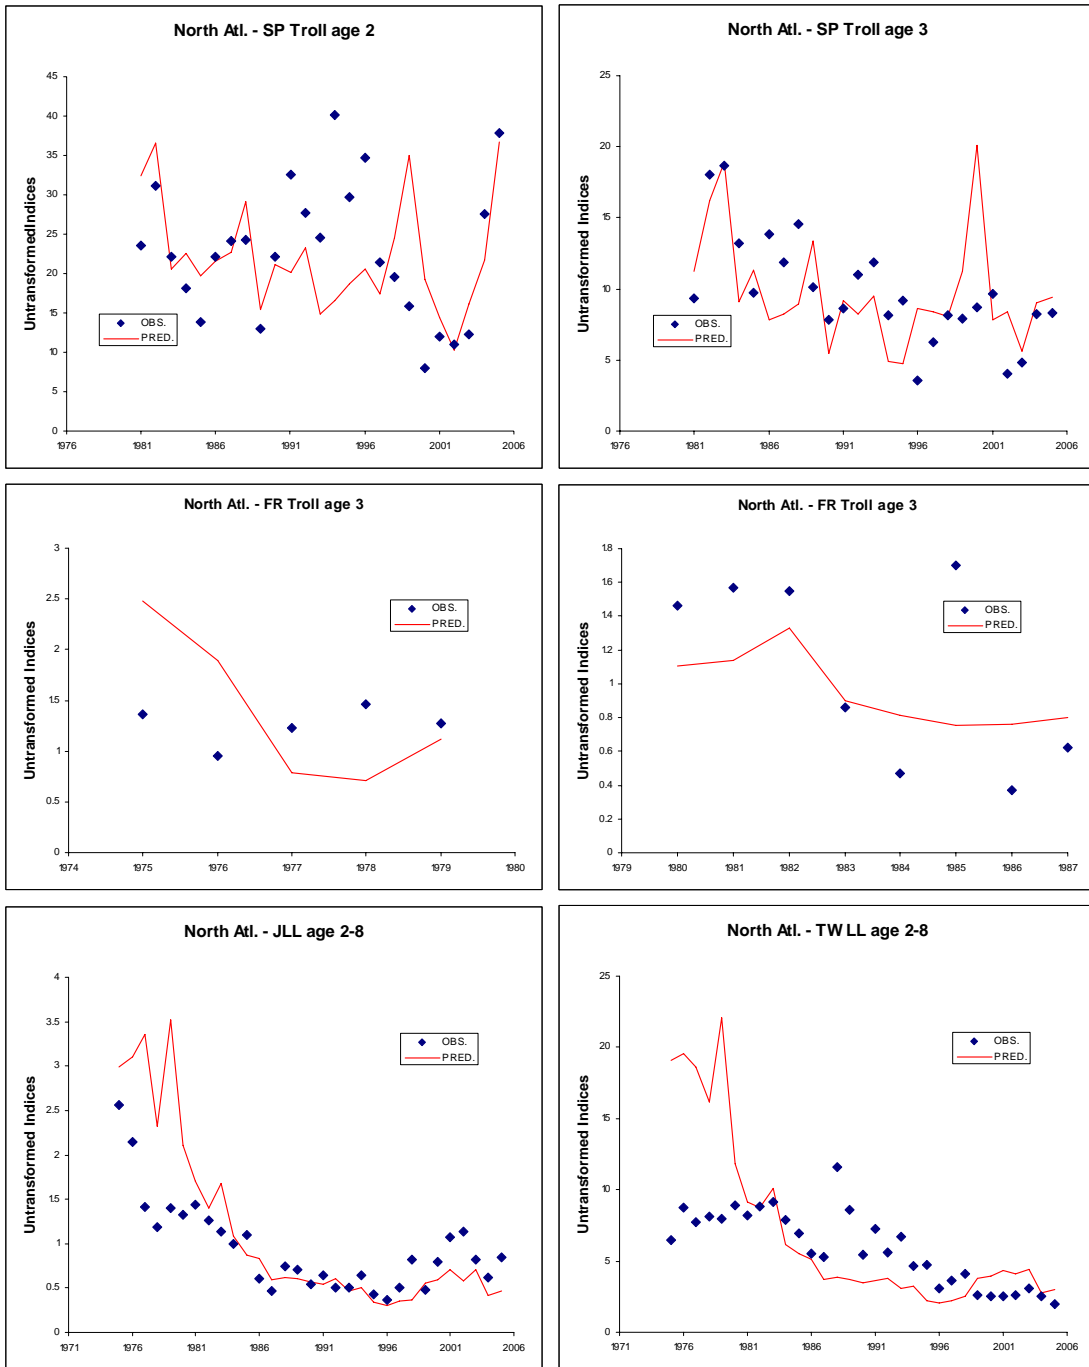 North Atl. - SP Troll age 2
Untransformed Indices
45
40
35
30
25
20
15
10
5
0
OBS.
PRED.
1976 1981 1986 1991 1996 2001 2006
North Atl. - SP Troll age 3
Untransformed Indices
25
20
15
10
5
0
OBS.
PRED.
1976 1981 1986 1991 1996 2001 2006
North Atl. - FR Troll age 3
Untransformed Indices
3
2.5
2
1.5
1
0.5
0
OBS.
PRED.
1974 1975 1976 1977 1978 1979 1980
North Atl. - FR Troll age 3
Untransformed Indices
1.8
1.6
1.4
1.2
1
0.8
0.6
0.4
0.2
0
OBS.
PRED.
1979 1980 1981 1982 1983 1984 1985 1986 1987
North Atl. - JLL age 2-8
Untransformed Indices
4
3.5
3
2.5
2
1.5
1
0.5
0
OBS.
PRED.
1971 1976 1981 1986 1991 1996 2001 2006
North Atl. - TW LL age 2-8
Untransformed Indices
25
20
15
10
5
0
OBS.
PRED.
1971 1976 1981 1986 1991 1996 2001 2006